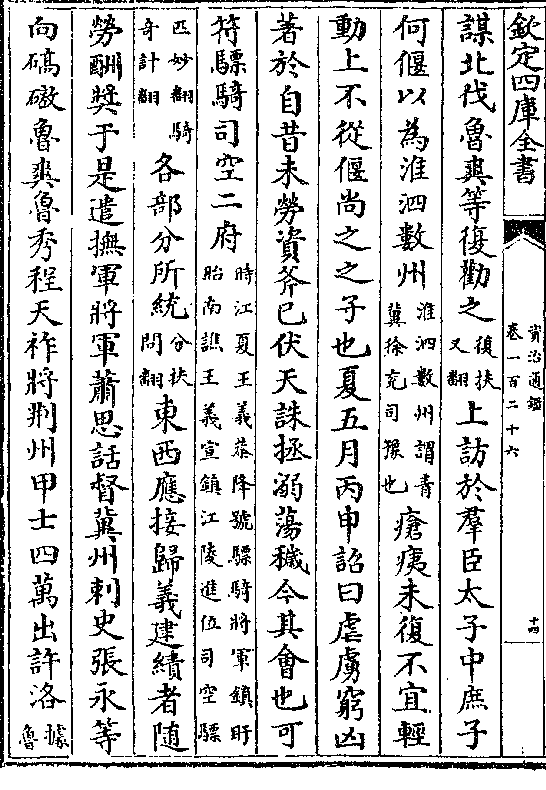 欽定四庫全書
資治通鑑
卷一百二十六
十四
謀北伐魯爽等復勸之復扶又翻上訪於羣臣太子中庶子
何偃以為淮泗數州淮泗數州謂青冀徐兖司豫也瘡痍未復不宜輕
動上不從偃尚之之子也夏五月丙申詔曰虐虜窮凶
著於自昔未勞資斧已伏天誅拯溺蕩穢今其會也可
符驃騎司空二府時江夏王義恭降號驃騎將軍鎮盱眙南譙王義宣鎮江陵進位司空驃
匹妙翻騎奇計翻各部分所統分扶問翻東西應接歸義建績者随
勞酬奬于是遣撫軍將軍蕭思話督冀州刺史張永等
向碻磝魯爽魯秀程天祚將荆州甲士四萬出許洛據魯